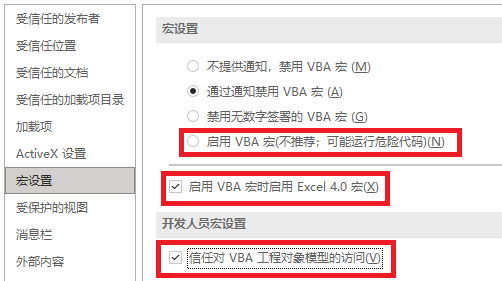 受信任的发布者
受信任位置
受信任的文档
受信任的加载项目录
加载项
ActiveX 设置
宏设置
受保护的视图
消息栏
外部内容
宏设置
不提供通知，禁用 VBA 宏 (M)
通过通知禁用 VBA 宏 (A)
禁用无数字签署的 VBA 宏 (G)
启用 VBA 宏(不推荐；可能运行危险代码)(N)
启用 VBA 宏时启用 Excel 4.0 宏(X)
开发人员宏设置
信任对 VBA 工程对象模型的访问(V)